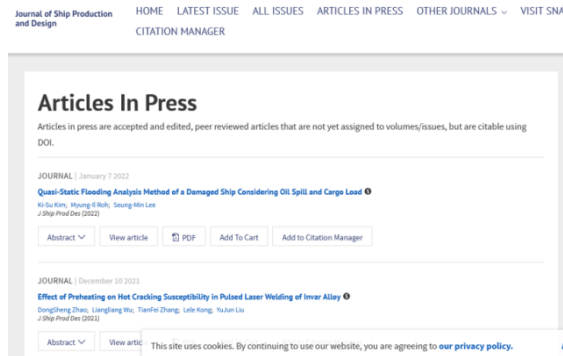 Journal of Ship Production
and Design
HOME LATEST ISSUE ALL ISSUES ARTICLES IN PRESS OTHER JOURNALS VISIT SNA
CITATION MANAGER
Articles In Press
Articles in press are accepted and edited, peer reviewed articles that are not yet assigned to volumes/issues, but are citable using
DOI.
JOURNAL | January 7 2022
Quasi-Static Flooding Analysis Method of a Damaged Ship Considering Oil Spill and Cargo Load
Ki-Su Kim; Myung-Il Roh; Seung-Min Lee
J Ship Prod Des (2022)
Abstract View article PDF Add To Cart Add to Citation Manager
JOURNAL | December 10 2021
Effect of Preheating on Hot Cracking Susceptibility in Pulsed Laser Welding of Invar Alloy
DongSheng Zhao; Liangliang Wu; TianFei Zhang; Lele Kong; YuJun Liu
J Ship Prod Des (2021)
Abstract View artic
This site uses cookies. By continuing to use our website, you are agreeing to our privacy policy.